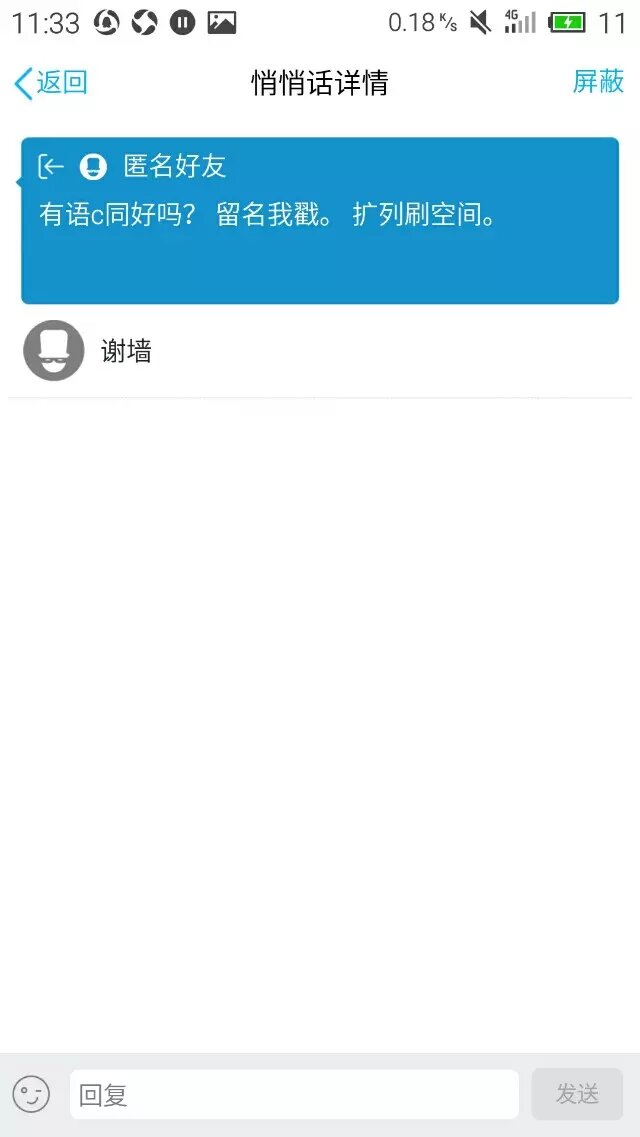 11:33 0.18 K/s 4G 11
返回 悄悄话详情 屏蔽
匿名好友
有语c同好吗? 留名我戳。 扩列刷空间。
谢墙
回复 发送